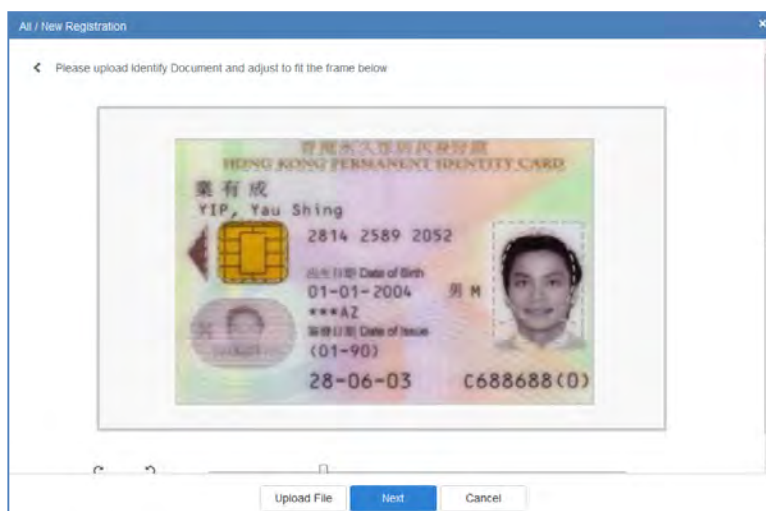 All / New Registration
Please upload Identify Document and adjust to fit the frame below
香港永久性居民身份證
HONG KONG PERMANENT IDENTITY CARD
葉有成
YIP, Yau Shing
2814 2589 2052
出生日期 Date of Birth
01-01-2004 男 M
***AZ
簽發日期 Date of Issue
(01-90)
28-06-03 C688688(0)
Upload File Next Cancel